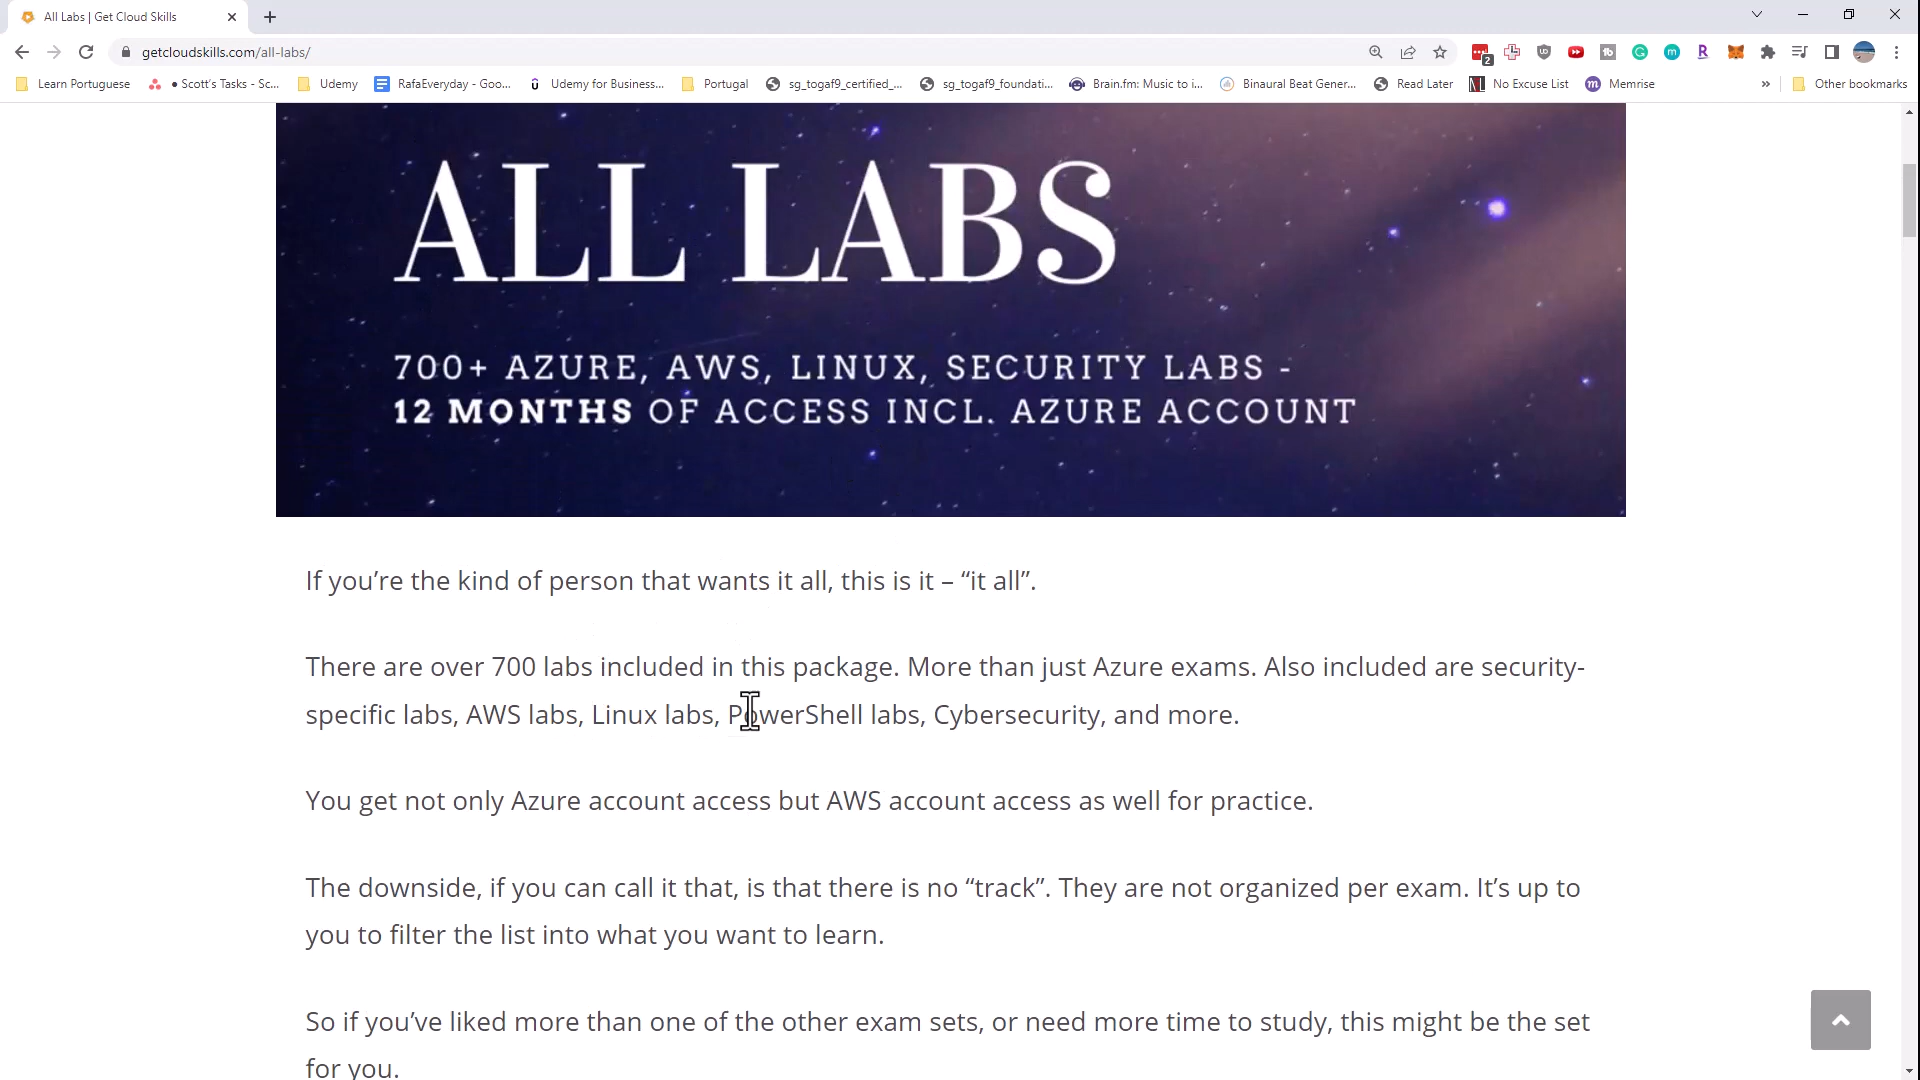 All Labs | Get Cloud Skills
getcloudskills.com/all-labs/
2
Learn Portuguese
• Scott's Tasks - Sc...
Udemy
RafaEveryday - Goo...
Udemy for Business...
Portugal
sg_togaf9_certified_...
sg_togaf9_foundati...
Brain.fm: Music to i...
Binaural Beat Gener...
Read Later
No Excuse List
Memrise
»
Other bookmarks
ALL LABS
700+ AZURE, AWS, LINUX, SECURITY LABS -
12 MONTHS OF ACCESS INCL. AZURE ACCOUNT
If you’re the kind of person that wants it all, this is it – “it all”.
There are over 700 labs included in this package. More than just Azure exams. Also included are security-
specific labs, AWS labs, Linux labs, PowerShell labs, Cybersecurity, and more.
You get not only Azure account access but AWS account access as well for practice.
The downside, if you can call it that, is that there is no “track”. They are not organized per exam. It’s up to
you to filter the list into what you want to learn.
So if you’ve liked more than one of the other exam sets, or need more time to study, this might be the set
for you.